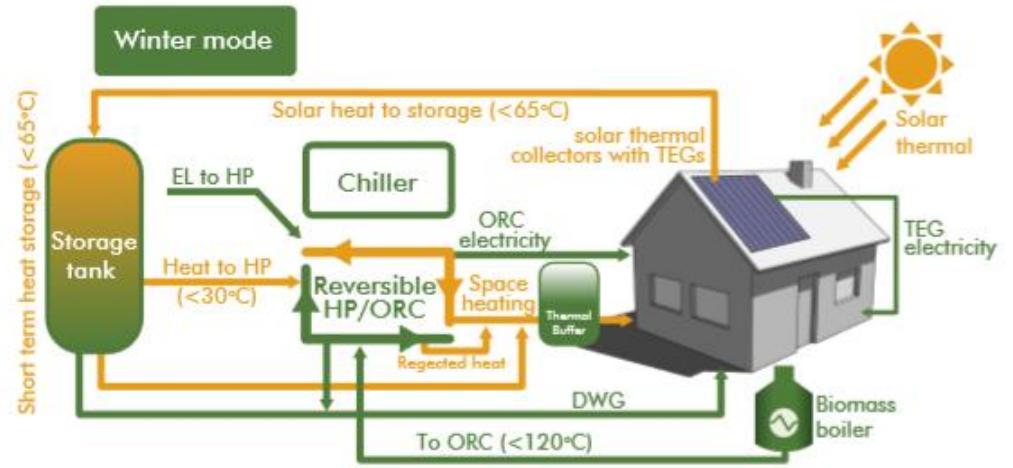 Winter mode
Solar heat to storage (<65°C)
Short term heat storage (<65°C)
solar thermal
collectors with TEGs
Solar
thermal
EL to HP
Chiller
Storage
tank
ORC
electricity
TEG
electricity
Heat to HP
(<30°C)
Reversible
HP/ORC
Space
heating
Thermal
Buffer
Regected heat
DWG
Biomass
boiler
To ORC (<120°C)